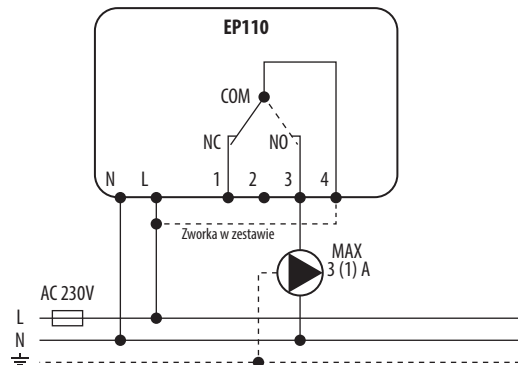 EP110
COM
NC NO
N L 1 2 3 4
Zworka w zestawie
MAX
3 (1) A
AC 230V
L
N